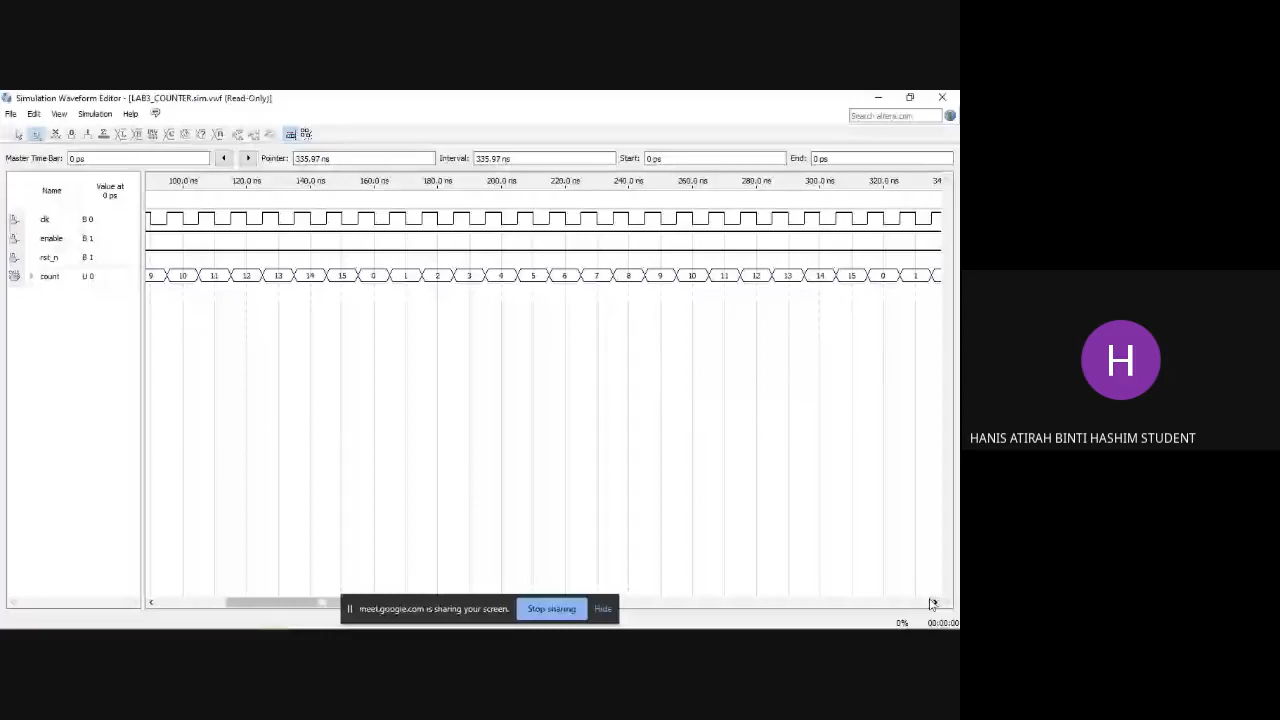 Simulation Waveform Editor - [LAB3_COUNTER.sim.vwf (Read-Only)]
File Edit View Simulation Help
Search altera.com
Master Time Bar: 0 ps Pointer: 335.97 ns Interval: 335.97 ns Start: 0 ps End: 0 ps
Name Value at 0 ps
100.0 ns 120.0 ns 140.0 ns 160.0 ns 180.0 ns 200.0 ns 220.0 ns 240.0 ns 260.0 ns 280.0 ns 300.0 ns 320.0 ns 34
clk B 0
enable B 1
rst_n B 1
count U 0 9 10 11 12 13 14 15 0 1 2 3 4 5 6 7 8 9 10 11 12 13 14 15 0 1
H
HANIS ATIRAH BINTI HASHIM STUDENT
meet.google.com is sharing your screen. Stop sharing Hide
0% 00:00:00